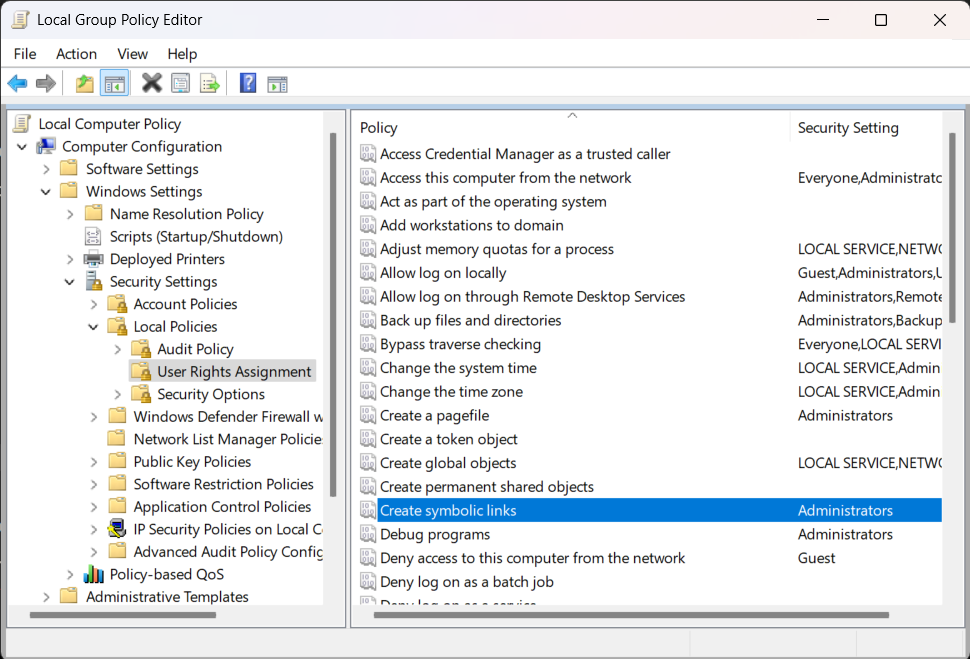 Local Group Policy Editor
File Action View Help
Local Computer Policy
Computer Configuration
Software Settings
Windows Settings
Name Resolution Policy
Scripts (Startup/Shutdown)
Deployed Printers
Security Settings
Account Policies
Local Policies
Audit Policy
User Rights Assignment
Security Options
Windows Defender Firewall w
Network List Manager Policie
Public Key Policies
Software Restriction Policies
Application Control Policies
IP Security Policies on Local C
Advanced Audit Policy Config
Policy-based QoS
Administrative Templates
Policy Security Setting
Access Credential Manager as a trusted caller
Access this computer from the network Everyone,Administratc
Act as part of the operating system
Add workstations to domain
Adjust memory quotas for a process LOCAL SERVICE,NETWC
Allow log on locally Guest,Administrators,U
Allow log on through Remote Desktop Services Administrators,Remote
Back up files and directories Administrators,Backup
Bypass traverse checking Everyone,LOCAL SERVI
Change the system time LOCAL SERVICE,Admin
Change the time zone LOCAL SERVICE,Admin
Create a pagefile Administrators
Create a token object
Create global objects LOCAL SERVICE,NETWC
Create permanent shared objects
Create symbolic links Administrators
Debug programs Administrators
Deny access to this computer from the network Guest
Deny log on as a batch job
Deny log on as a service